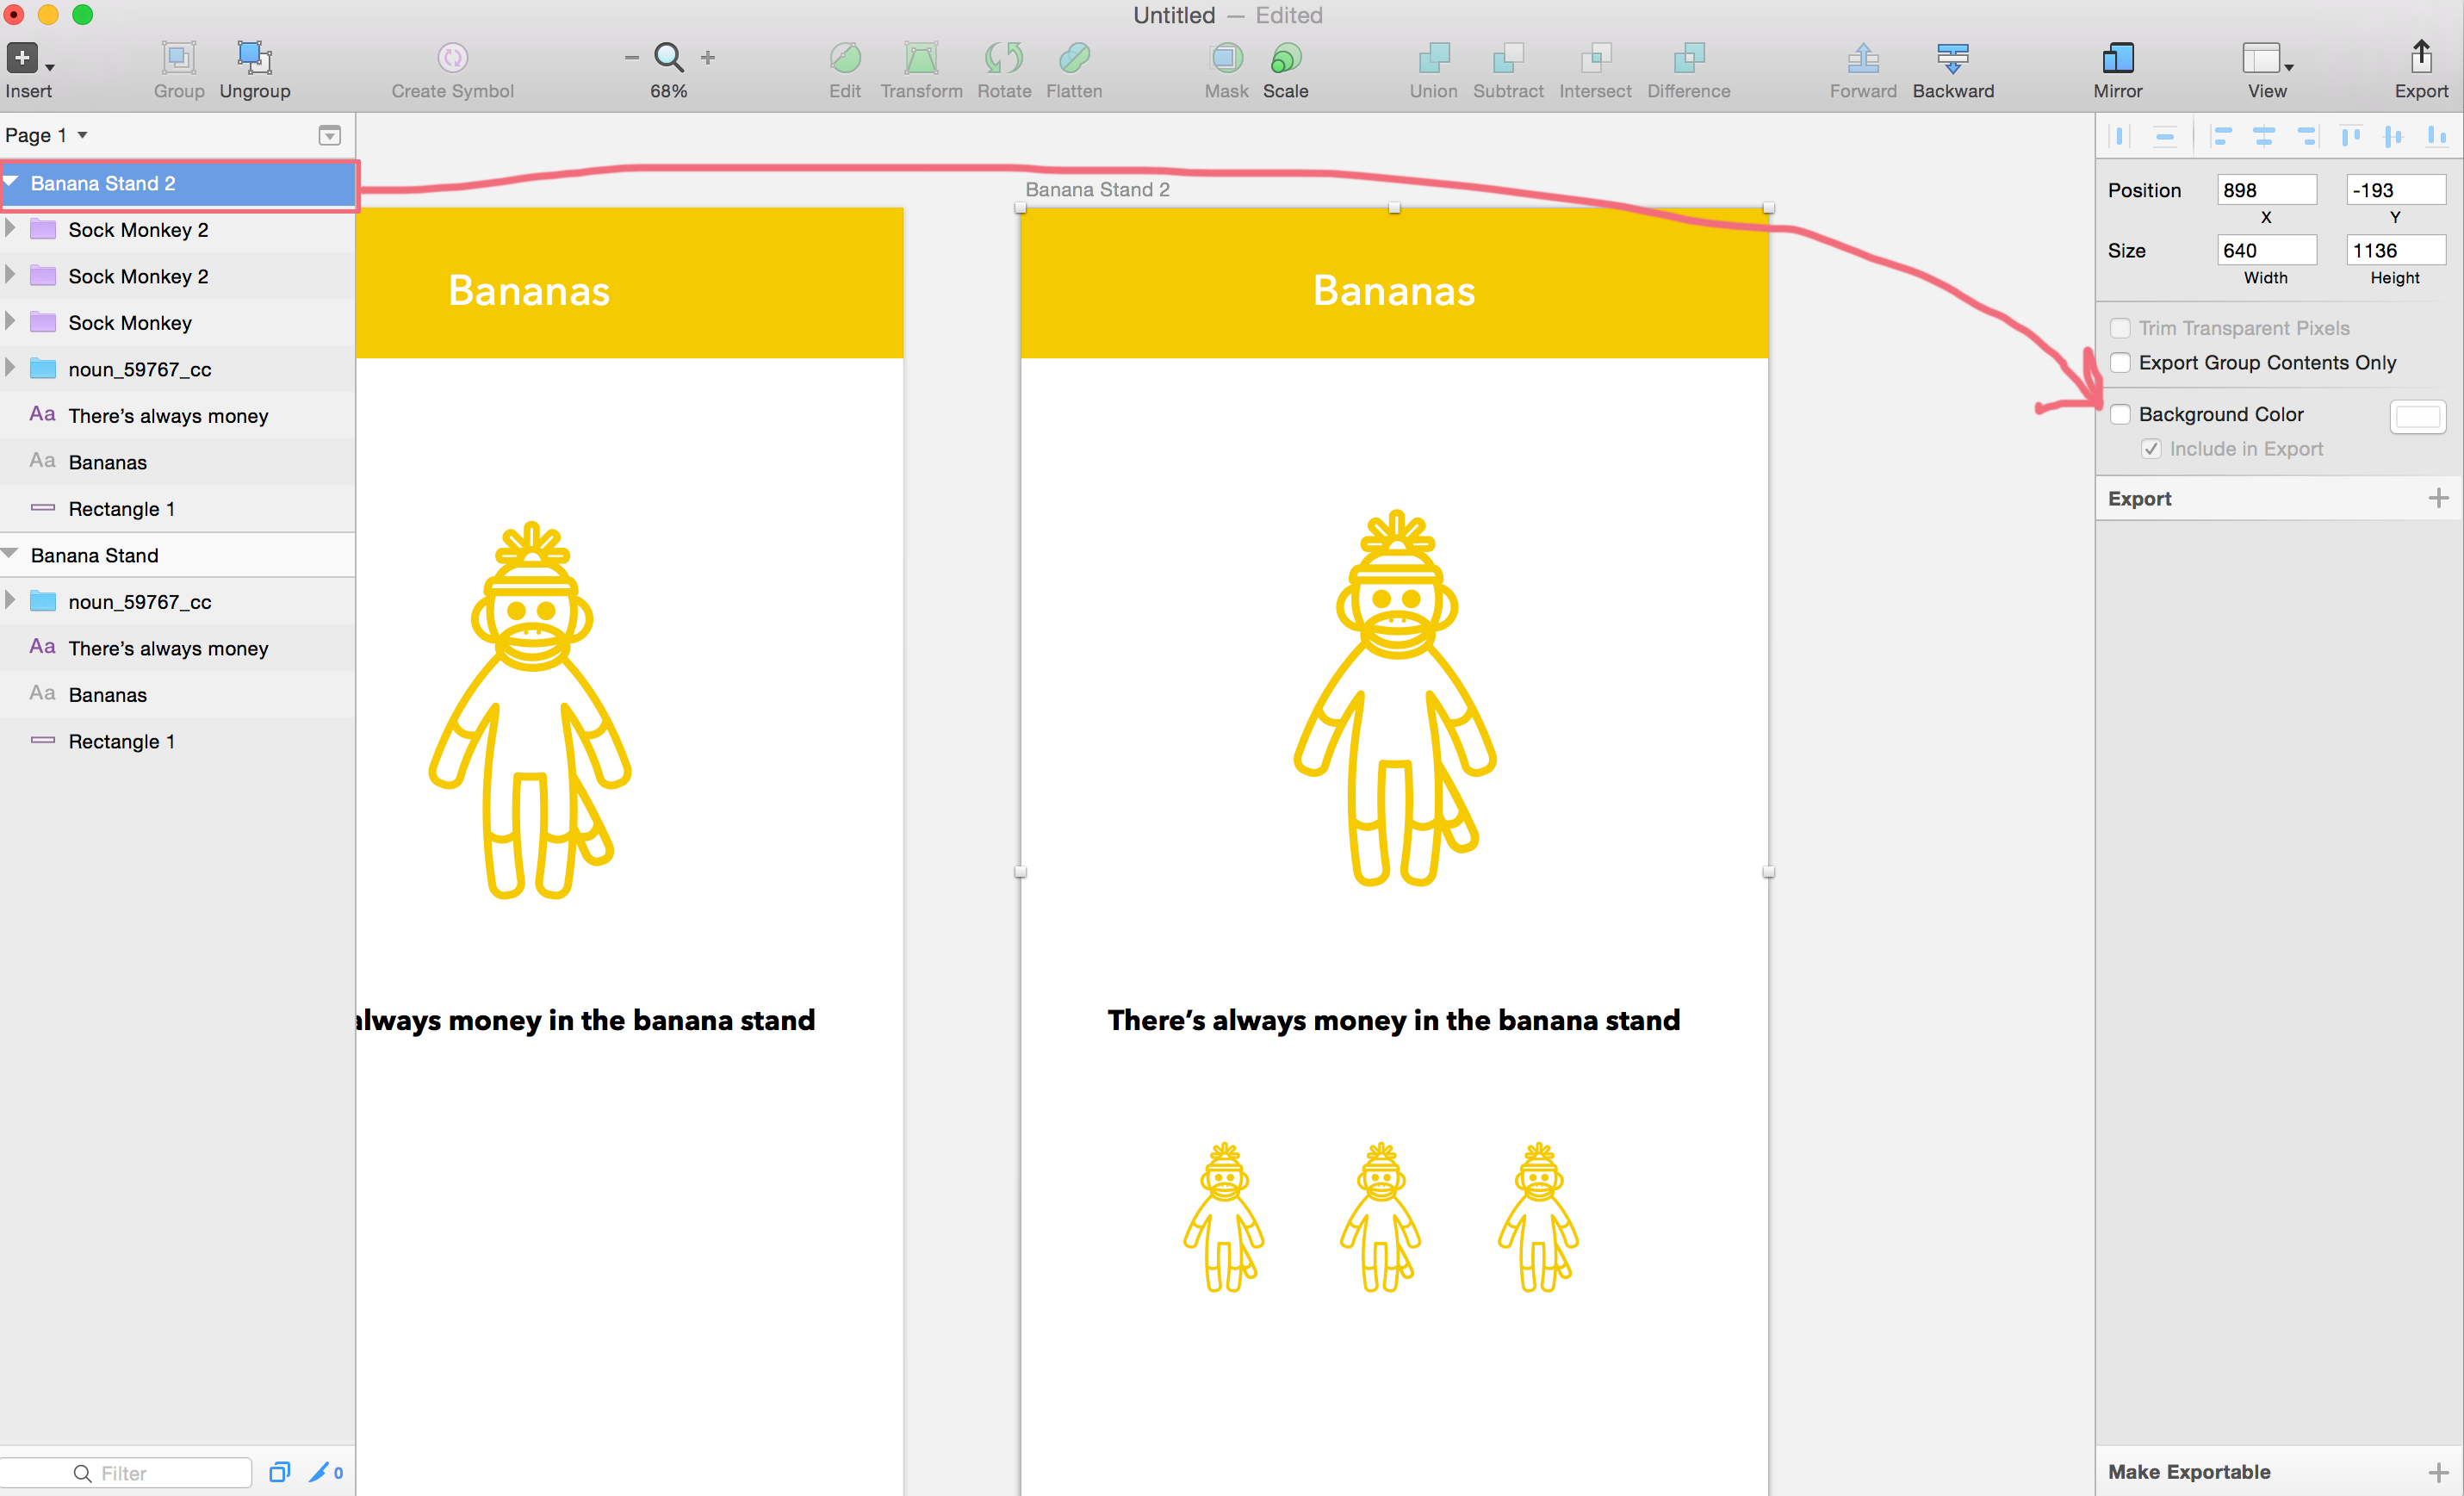 Untitled — Edited
Insert
Group
Ungroup
Create Symbol
68%
Edit
Transform
Rotate
Flatten
Mask
Scale
Union
Subtract
Intersect
Difference
Forward
Backward
Mirror
View
Export
Page 1
Banana Stand 2
Sock Monkey 2
Sock Monkey 2
Sock Monkey
noun_59767_cc
Aa There’s always money
Aa Bananas
Rectangle 1
Banana Stand
noun_59767_cc
Aa There’s always money
Aa Bananas
Rectangle 1
Filter
0
Bananas
always money in the banana stand
Banana Stand 2
Bananas
There’s always money in the banana stand
Position 898 -193
X Y
Size 640 1136
Width Height
Trim Transparent Pixels
Export Group Contents Only
Background Color
Include in Export
Export
Make Exportable